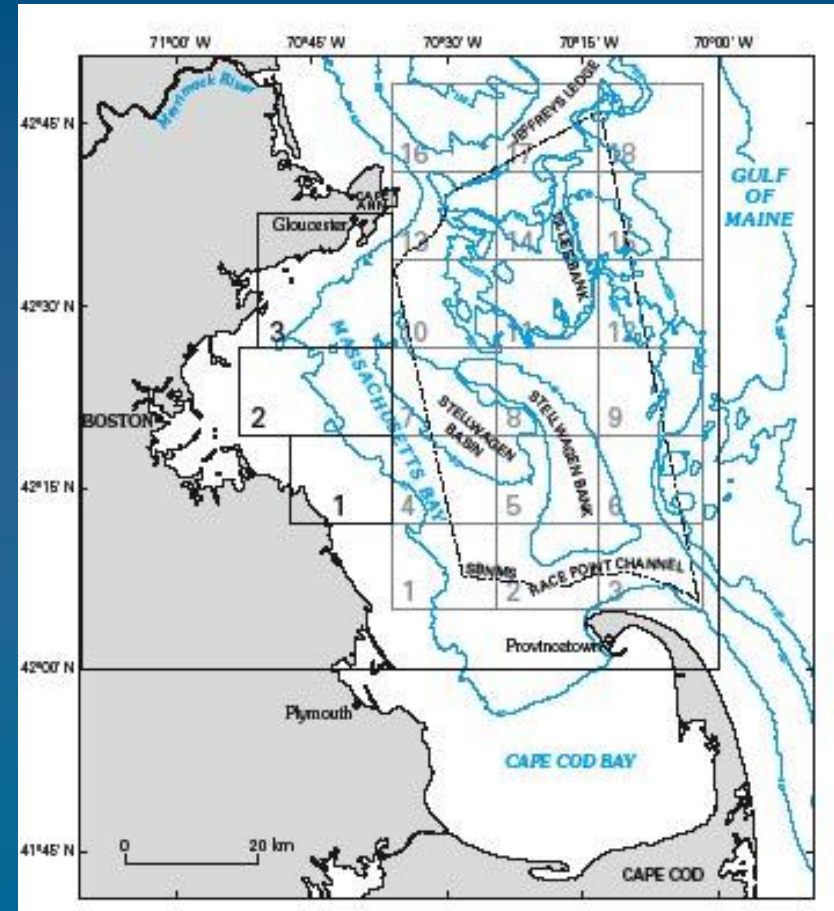 71°00' W 70°45' W 70°30' W 70°15' W 70°00' W
Merrimack River
42°45' N
JEFFREYS LEDGE
16 17 18
GULF
OF
MAINE
CAPE
ANN
Gloucester
13 14 15
TILLIES BANK
42°30' N
3
10 11 12
MASSACHUSETTS BAY
BOSTON
2
7 8 9
STELLWAGEN
BASIN
STELLWAGEN BANK
42°15' N
1
4 5 6
SBNMS
RACE POINT CHANNEL
1 2 3
Provincetown
42°00' N
Plymouth
CAPE COD BAY
0 20 km
41°45' N
CAPE COD